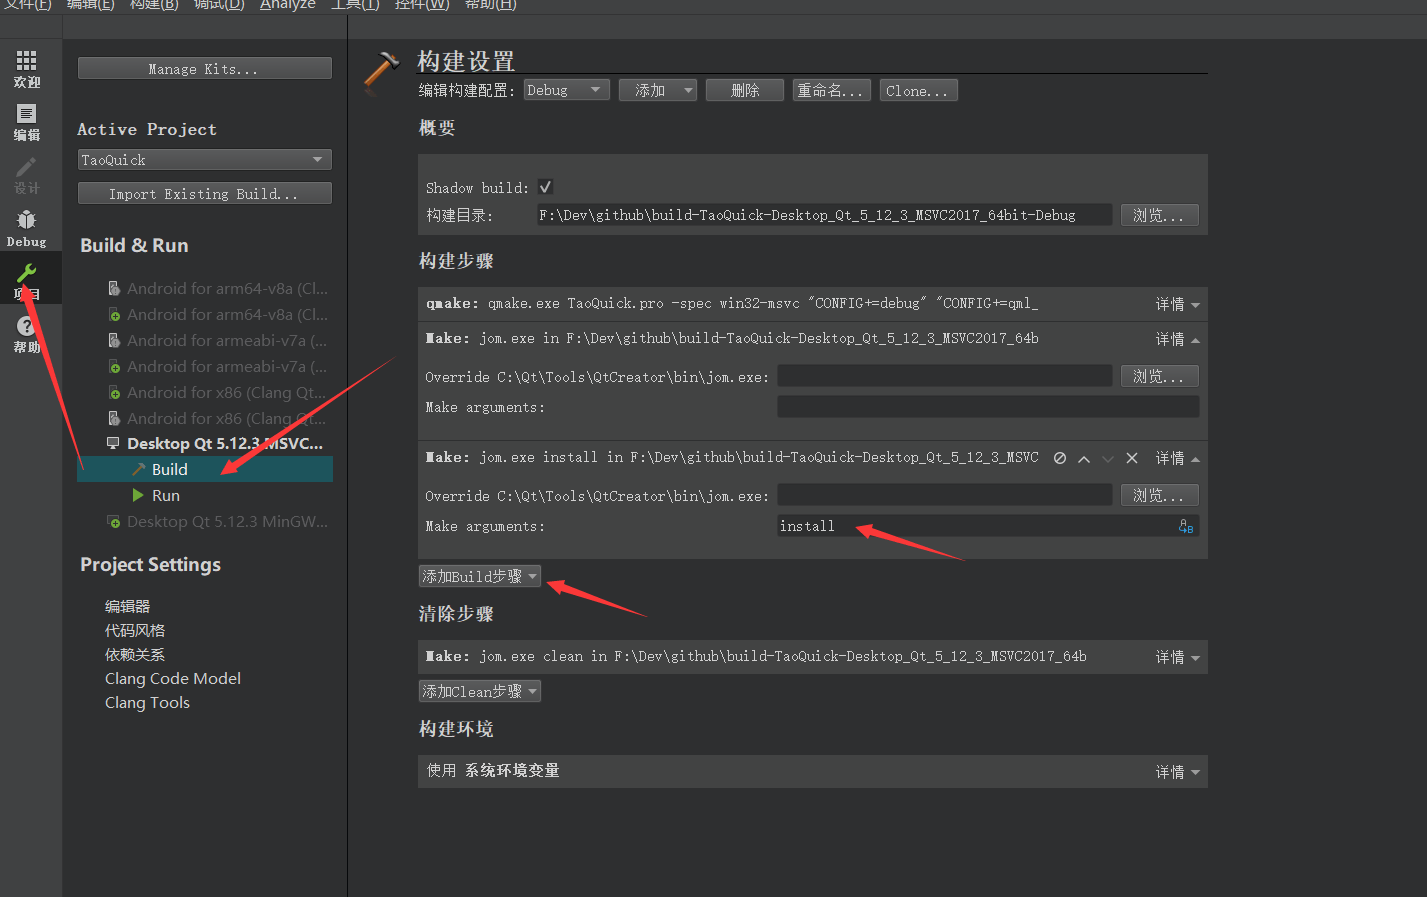 文件(F) 编辑(E) 构建(B) 调试(D) Analyze 工具(T) 控件(W) 帮助(H)
欢迎
编辑
设计
Debug
项目
帮助
Manage Kits...
Active Project
TaoQuick
Import Existing Build...
Build & Run
Android for arm64-v8a (Cl...
Android for arm64-v8a (Cl...
Android for armeabi-v7a (...
Android for armeabi-v7a (...
Android for x86 (Clang Qt...
Android for x86 (Clang Qt...
Desktop Qt 5.12.3 MSVC...
Build
Run
Desktop Qt 5.12.3 MinGW...
Project Settings
编辑器
代码风格
依赖关系
Clang Code Model
Clang Tools
构建设置
编辑构建配置: Debug 添加 删除 重命名... Clone...
概要
Shadow build:
构建目录: F:\Dev\github\build-TaoQuick-Desktop_Qt_5_12_3_MSVC2017_64bit-Debug 浏览...
构建步骤
qmake: qmake.exe TaoQuick.pro -spec win32-msvc "CONFIG+=debug" "CONFIG+=qml_ 详情
Make: jom.exe in F:\Dev\github\build-TaoQuick-Desktop_Qt_5_12_3_MSVC2017_64b 详情
Override C:\Qt\Tools\QtCreator\bin\jom.exe: 浏览...
Make arguments:
Make: jom.exe install in F:\Dev\github\build-TaoQuick-Desktop_Qt_5_12_3_MSVC 详情
Override C:\Qt\Tools\QtCreator\bin\jom.exe: 浏览...
Make arguments: install
添加Build步骤
清除步骤
Make: jom.exe clean in F:\Dev\github\build-TaoQuick-Desktop_Qt_5_12_3_MSVC2017_64b 详情
添加Clean步骤
构建环境
使用 系统环境变量 详情